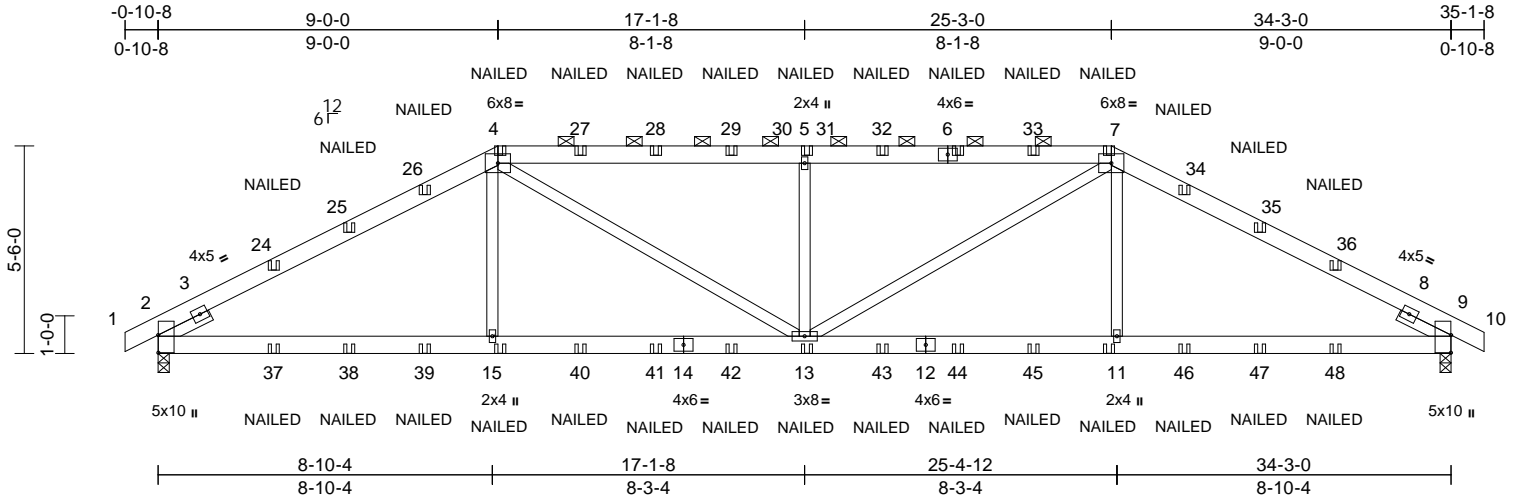 -0-10-8 9-0-0 17-1-8 25-3-0 34-3-0 35-1-8
0-10-8 9-0-0 8-1-8 8-1-8 9-0-0 0-10-8
NAILED NAILED NAILED NAILED NAILED NAILED NAILED NAILED NAILED
12
6
NAILED 6x8 = 2x4 II 4x6 = 6x8 = NAILED
4 27 28 29 30 5 31 32 6 33 7
NAILED NAILED
26 34
NAILED NAILED
25 35
24 36
4x5 = 4x5 =
3 8
2 9
1 10
5-6-0
1-0-0
37 38 39 15 40 41 14 42 13 43 12 44 45 11 46 47 48
5x10 II 2x4 II 4x6 = 3x8 = 4x6 = 2x4 II 5x10 II
NAILED NAILED NAILED NAILED NAILED NAILED NAILED NAILED NAILED NAILED NAILED NAILED NAILED NAILED NAILED
8-10-4 17-1-8 25-4-12 34-3-0
8-10-4 8-3-4 8-3-4 8-10-4